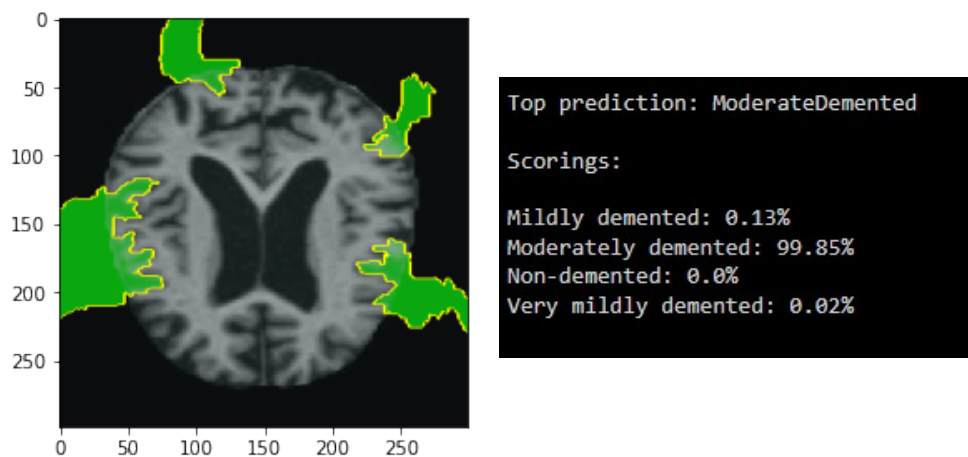 0
50
100
150
200
250
0 50 100 150 200 250
Top prediction: ModerateDemented
Scorings:
Mildly demented: 0.13%
Moderately demented: 99.85%
Non-demented: 0.0%
Very mildly demented: 0.02%